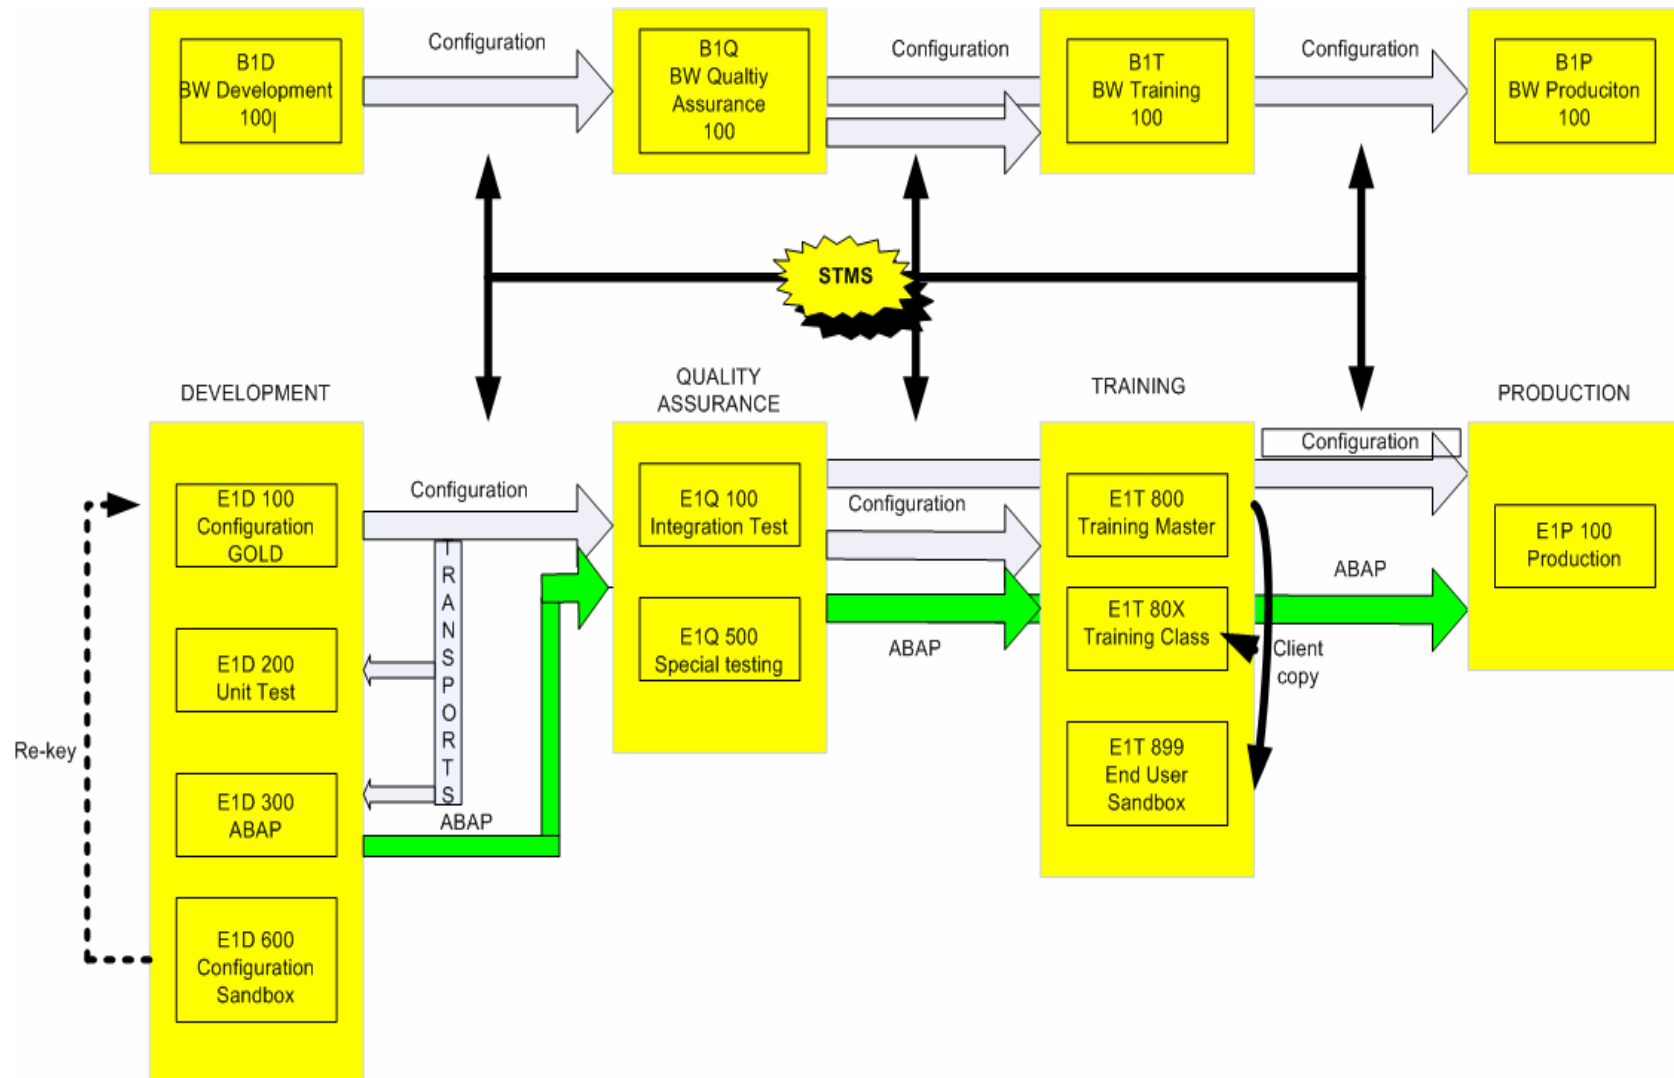 Configuration
Configuration
Configuration
B1D
BW Development
100
B1Q
BW Qualtiy
Assurance
100
B1T
BW Training
100
B1P
BW Produciton
100
STMS
DEVELOPMENT
QUALITY
ASSURANCE
TRAINING
PRODUCTION
E1D 100
Configuration
GOLD
E1D 200
Unit Test
E1D 300
ABAP
E1D 600
Configuration
Sandbox
Re-key
Configuration
TRANSPORTS
ABAP
E1Q 100
Integration Test
E1Q 500
Special testing
Configuration
ABAP
E1T 800
Training Master
E1T 80X
Training Class
E1T 899
End User
Sandbox
Configuration
ABAP
Client
copy
E1P 100
Production